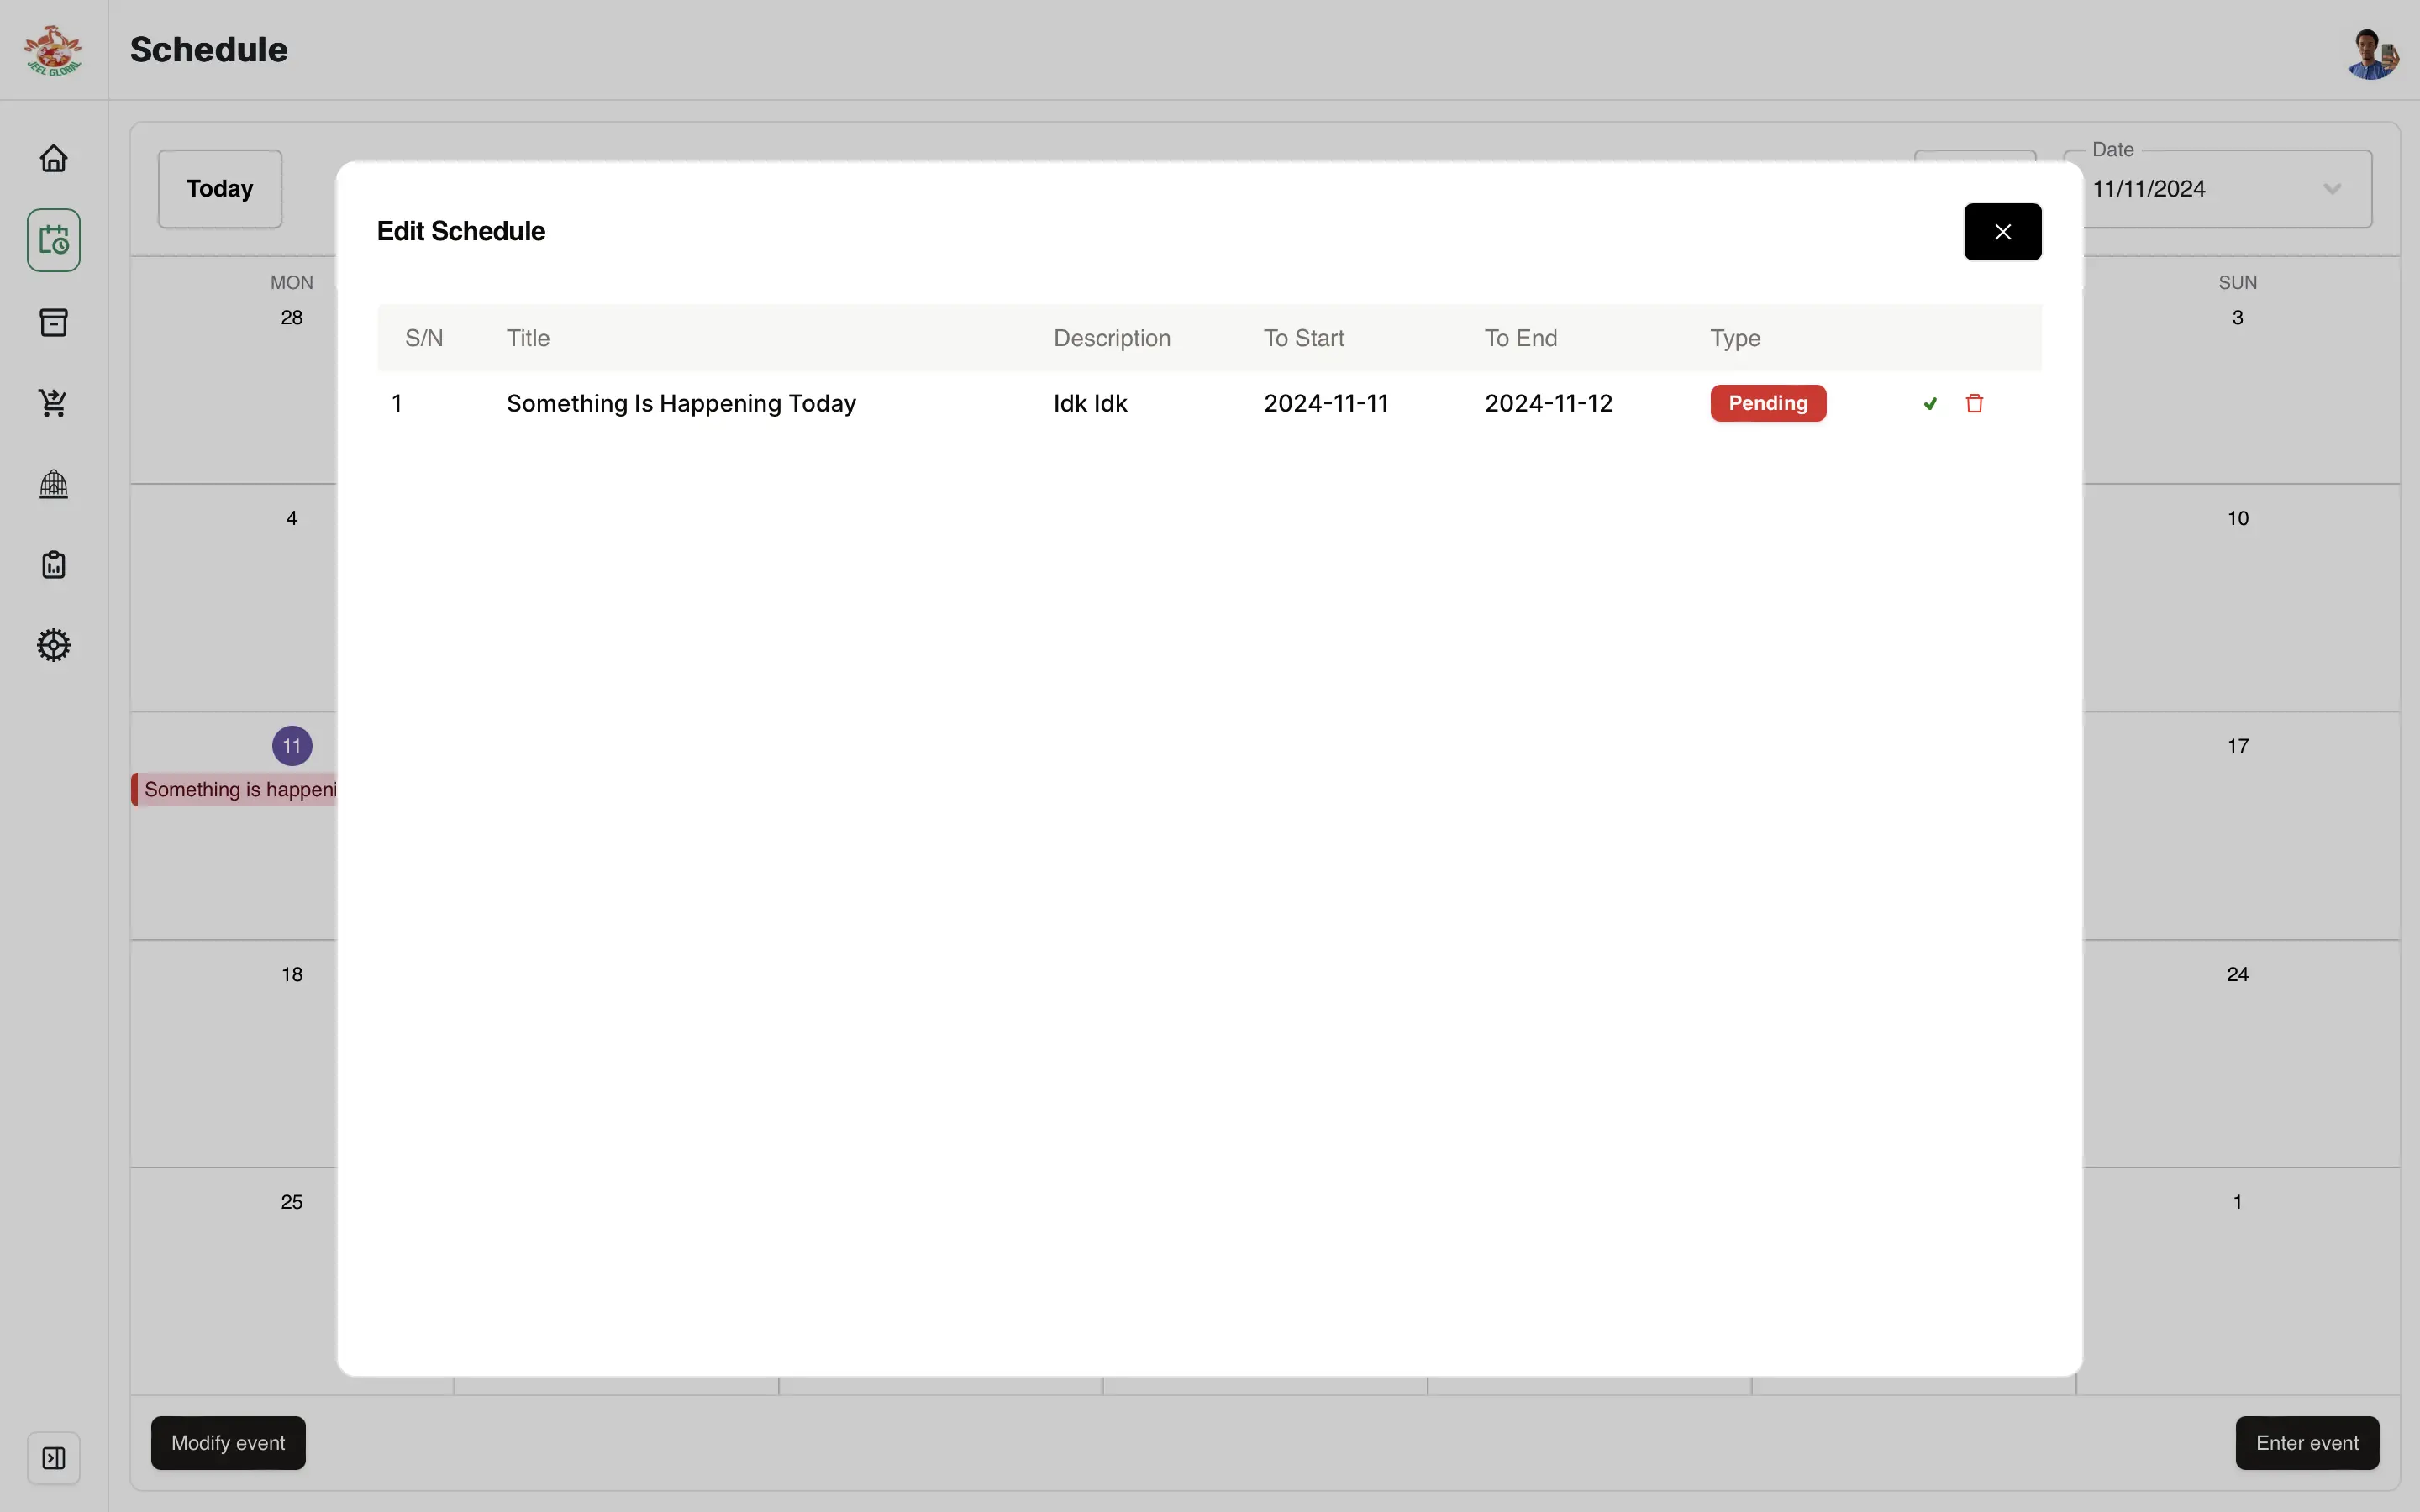 JEEL GLOBAL
Schedule
Today
Date
11/11/2024
Edit Schedule
MON
SUN
28
3
S/N Title Description To Start To End Type
1 Something Is Happening Today Idk Idk 2024-11-11 2024-11-12 Pending
4
10
11
17
Something is happeni
18
24
25
1
Modify event
Enter event